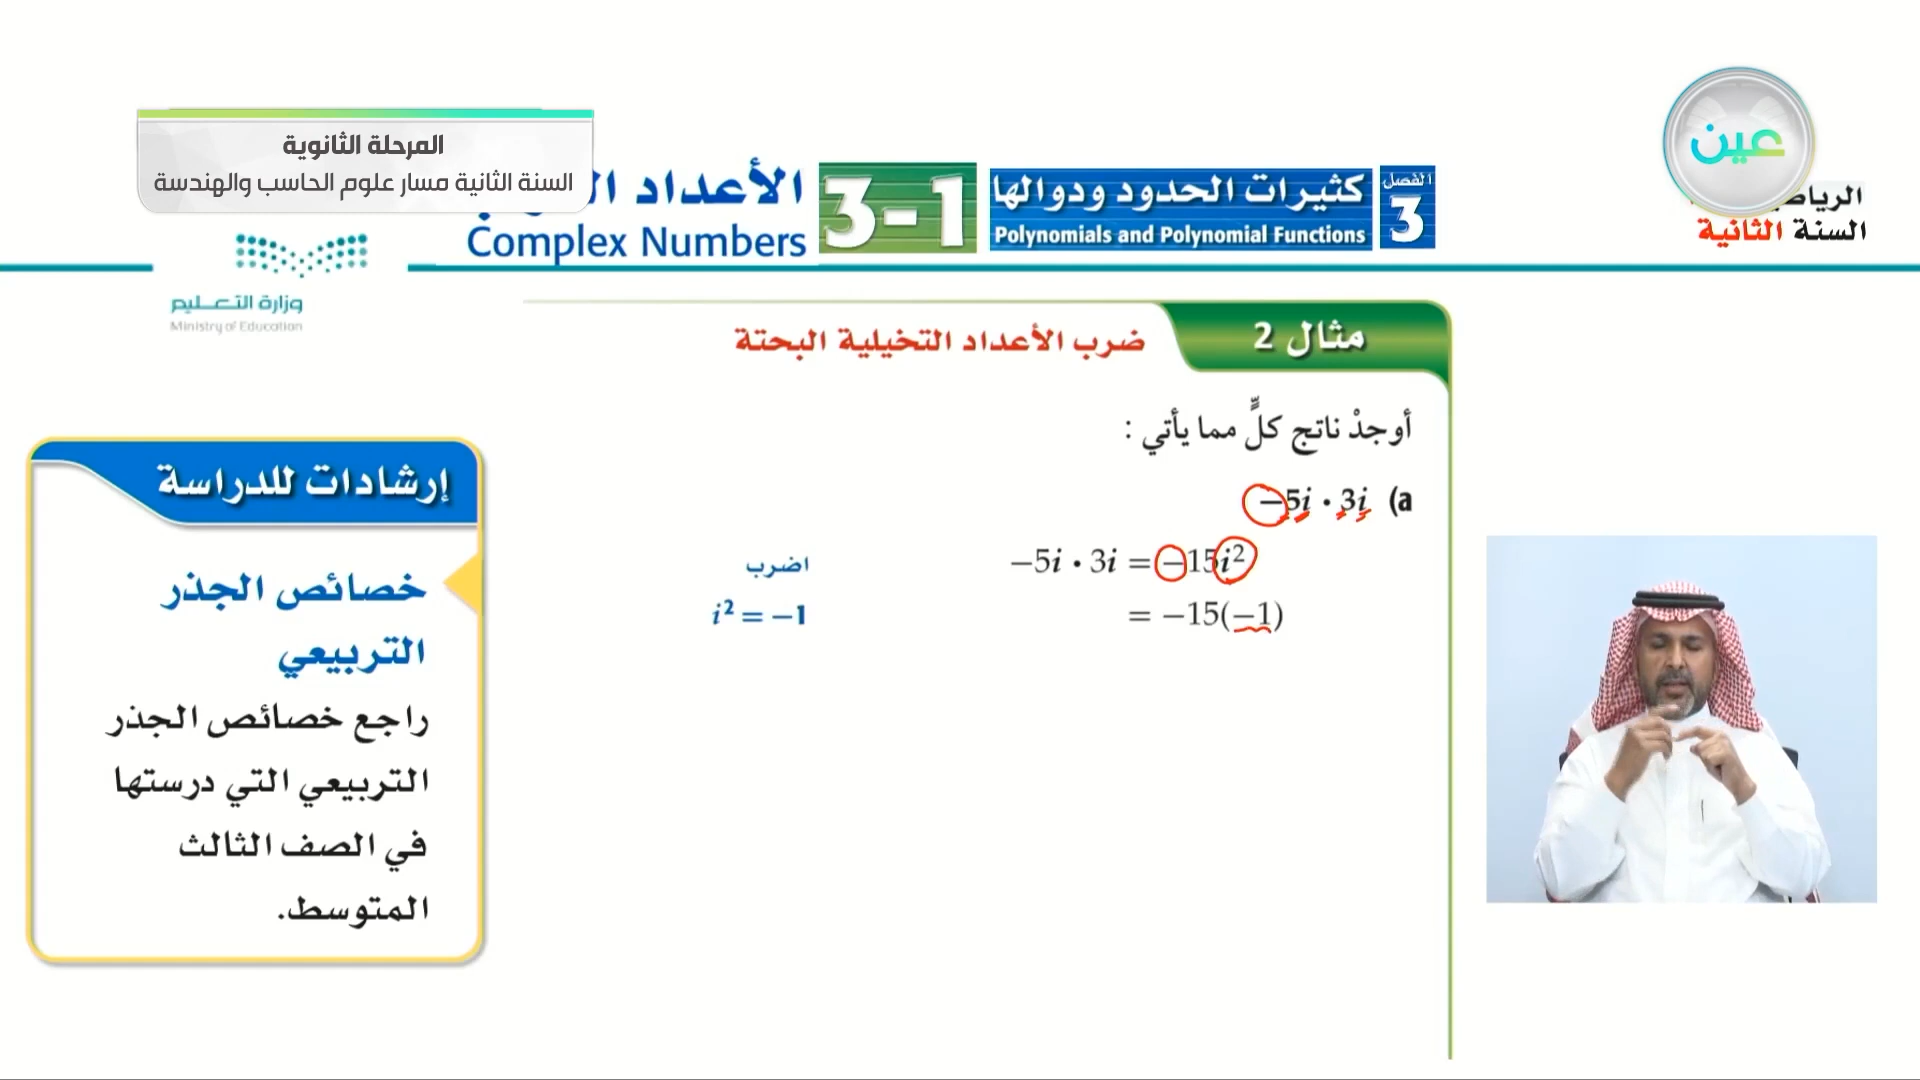 المرحلة الثانوية
السنة الثانية مسار علوم الحاسب والهندسة
عين
السنة الثانية
الفصل 3
كثيرات الحدود ودوالها
Polynomials and Polynomial Functions
3-1
الأعداد
Complex Numbers
وزارة التعليم
Ministry of Education
مثال 2
ضرب الأعداد التخيلية البحتة
أوجدْ ناتج كلٍّ مما يأتي :
(a −5i • 3i
−5i • 3i = −15i² اضرب
= −15(−1) i² = −1
إرشادات للدراسة
خصائص الجذر
التربيعي
راجع خصائص الجذر
التربيعي التي درستها
في الصف الثالث
المتوسط.